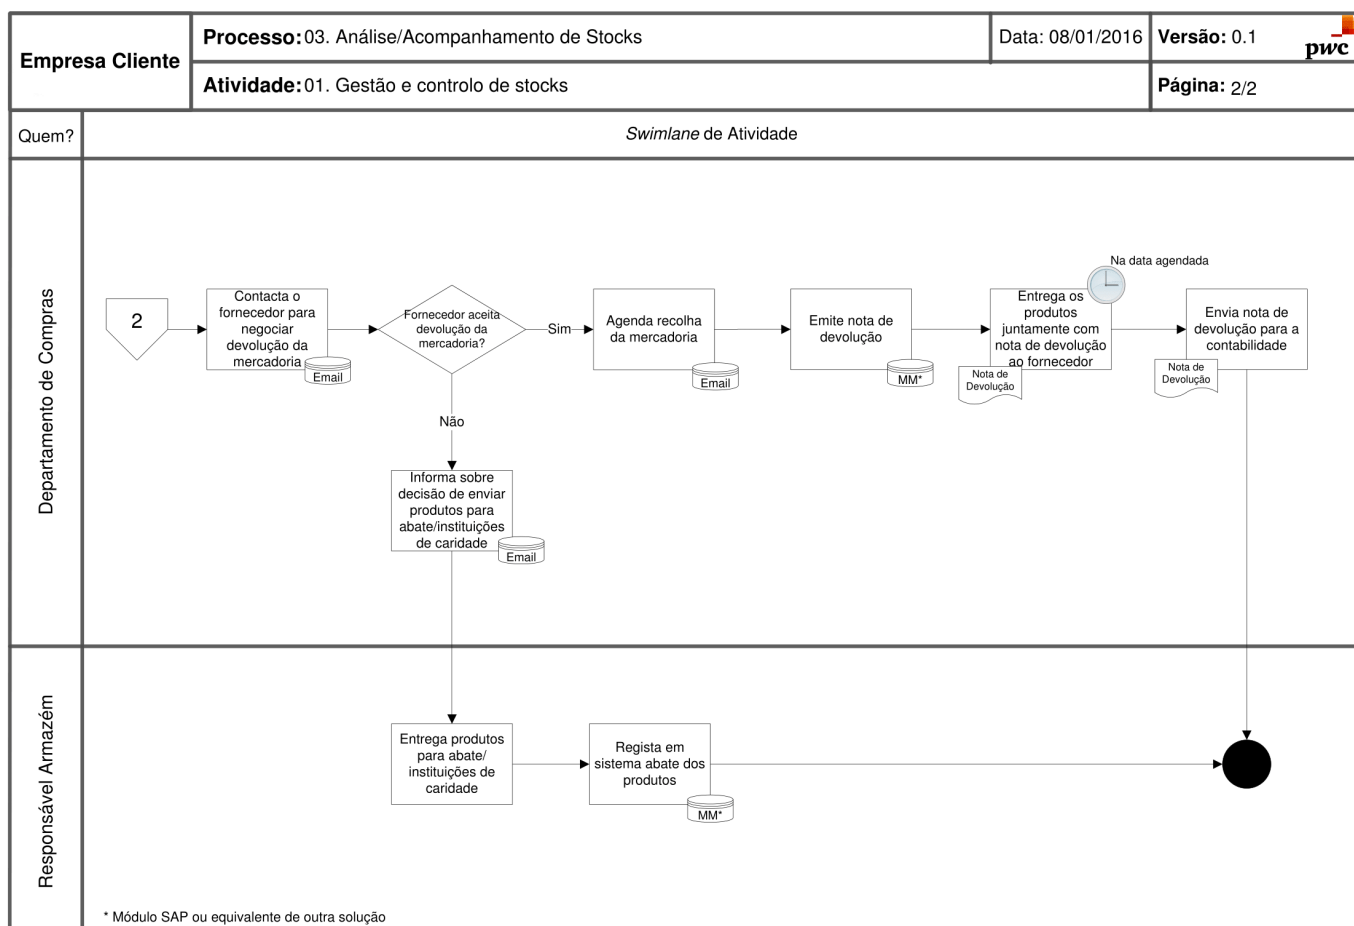 Empresa Cliente
Processo: 03. Análise/Acompanhamento de Stocks
Data: 08/01/2016
Versão: 0.1
pwc
Atividade: 01. Gestão e controlo de stocks
Página: 2/2
Quem?
Swimlane de Atividade
Departamento de Compras
2
Contacta o
fornecedor para
negociar
devolução da
mercadoria
Email
Fornecedor aceita
devolução da
mercadoria?
Sim
Agenda recolha
da mercadoria
Email
Emite nota de
devolução
MM*
Na data agendada
Entrega os
produtos
juntamente com
nota de devolução
ao fornecedor
Nota de
Devolução
Envia nota de
devolução para a
contabilidade
Nota de
Devolução
Não
Informa sobre
decisão de enviar
produtos para
abate/instituições
de caridade
Email
Responsável Armazém
Entrega produtos
para abate/
instituições de
caridade
Regista em
sistema abate dos
produtos
MM*
* Módulo SAP ou equivalente de outra solução